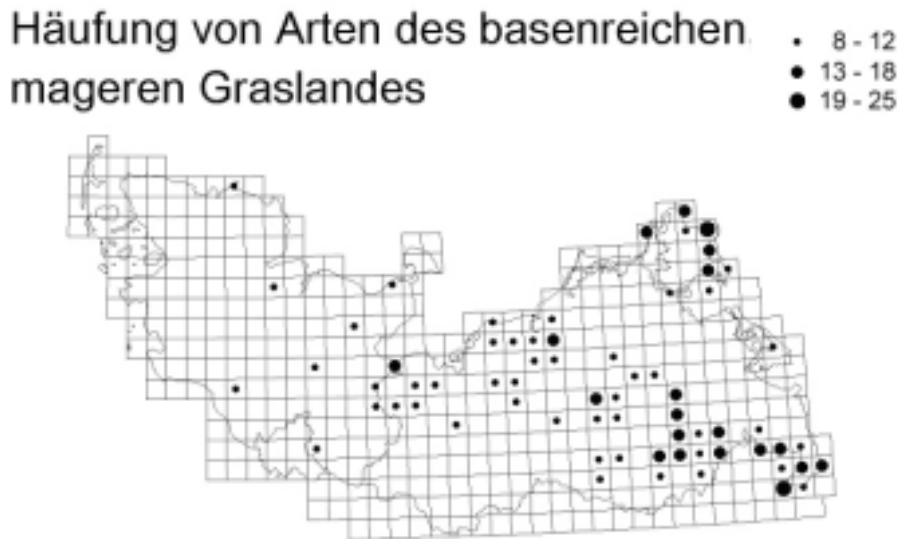 Häufung von Arten des basenreichen
mageren Graslandes
8 - 12
13 - 18
19 - 25